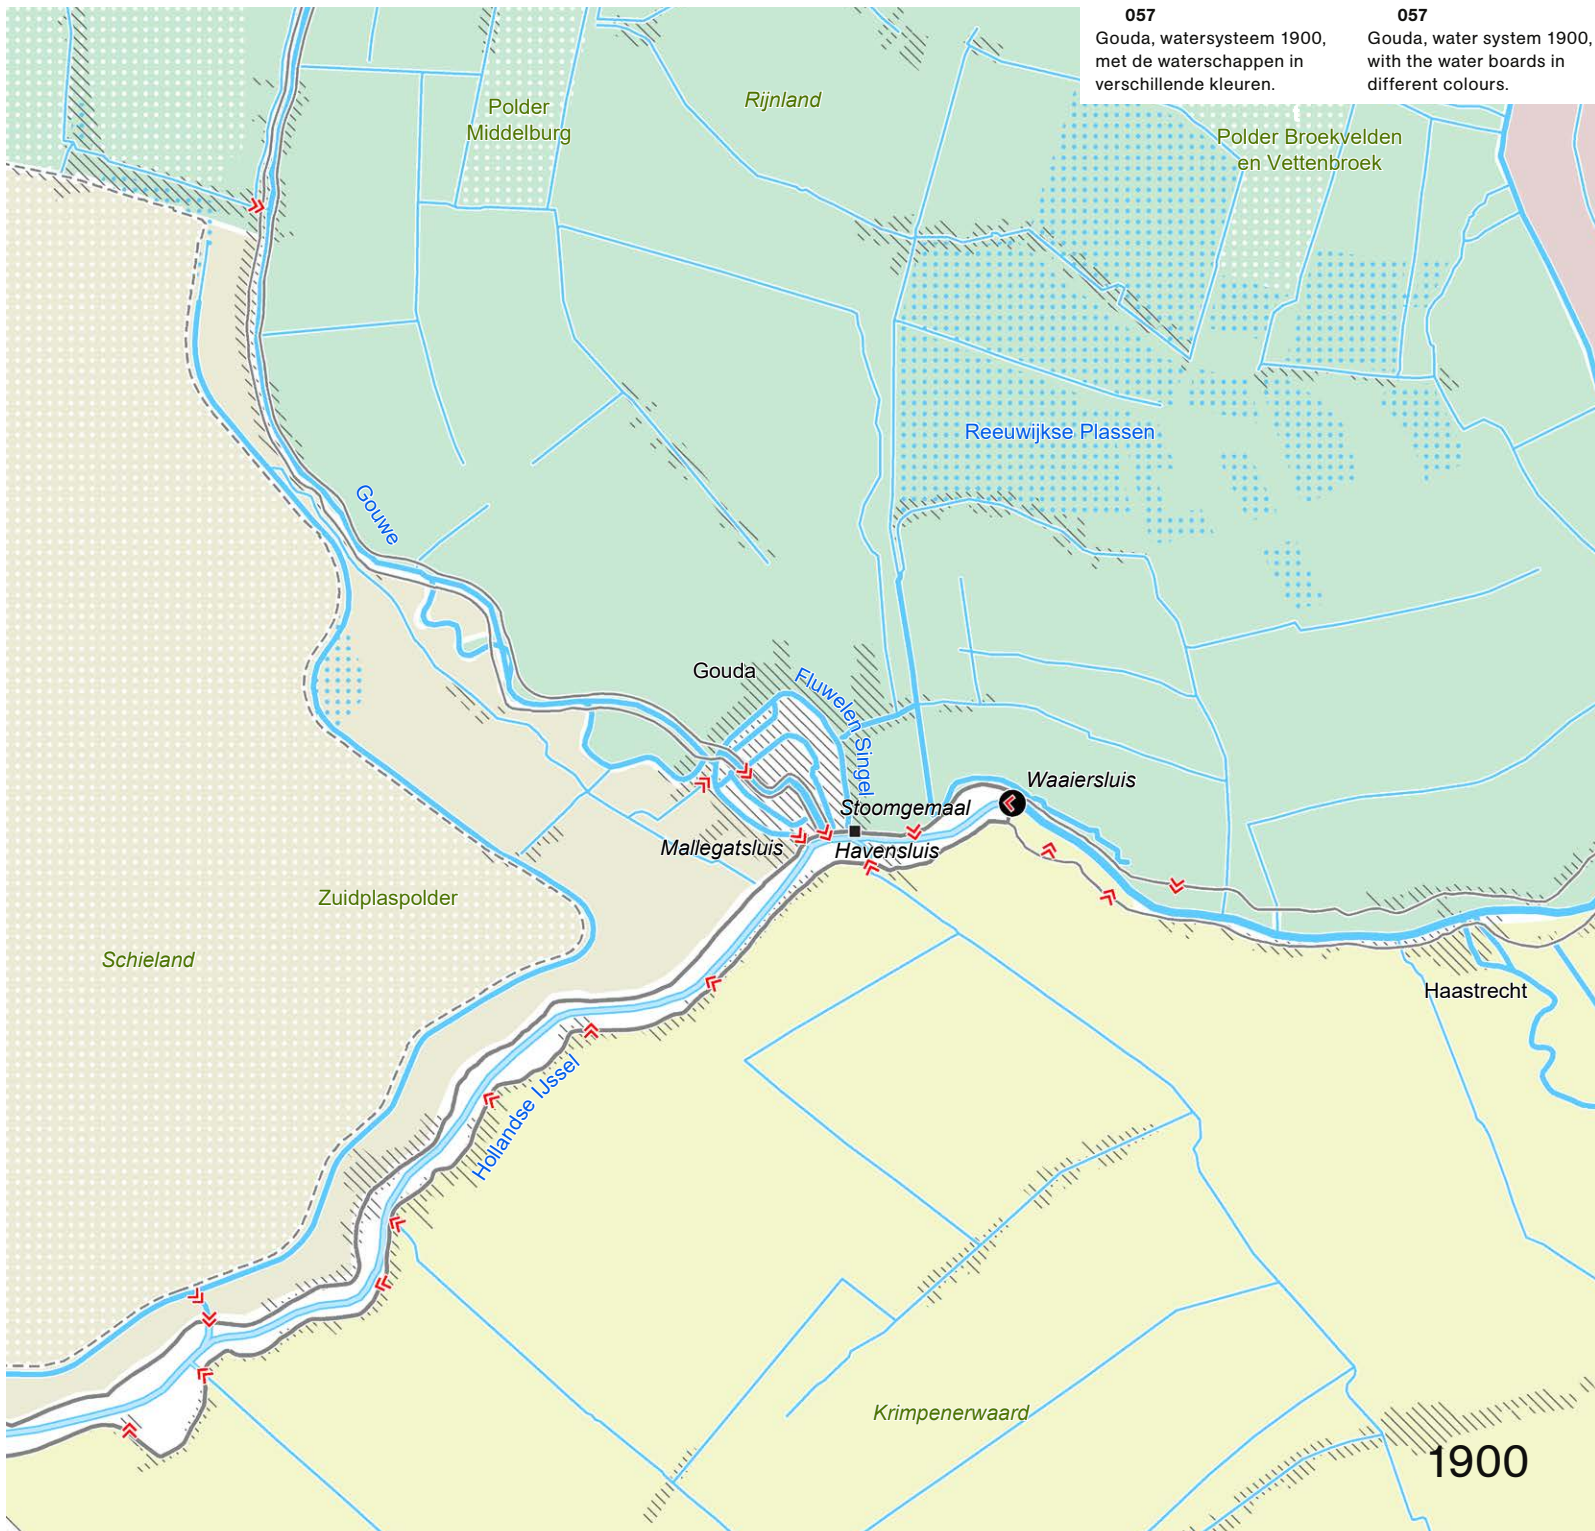 057
Gouda, watersysteem 1900,
met de waterschappen in
verschillende kleuren.
057
Gouda, water system 1900,
with the water boards in
different colours.
Polder
Middelburg
Rijnland
Polder Broekvelden
en Vettenbroek
Reeuwijkse Plassen
Gouwe
Gouda
Fluwelen Singel
Waaiersluis
Stoomgemaal
Mallegatsluis
Havensluis
Zuidplaspolder
Schieland
Haastrecht
Hollandse IJssel
Krimpenerwaard
1900